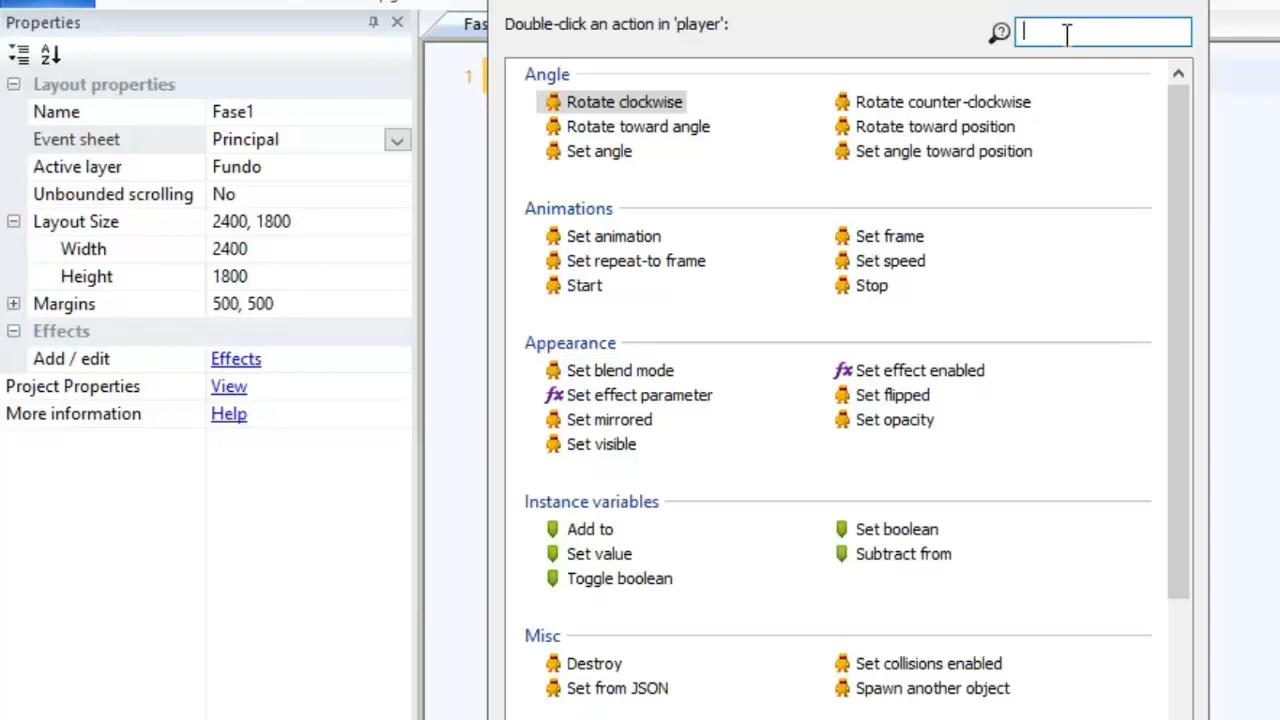 Properties
Layout properties
Name Fase1
Event sheet Principal
Active layer Fundo
Unbounded scrolling No
Layout Size 2400, 1800
Width 2400
Height 1800
Margins 500, 500
Effects
Add / edit Effects
Project Properties View
More information Help
Fas
1
Double-click an action in 'player':
Angle
Rotate clockwise Rotate counter-clockwise
Rotate toward angle Rotate toward position
Set angle Set angle toward position
Animations
Set animation Set frame
Set repeat-to frame Set speed
Start Stop
Appearance
Set blend mode Set effect enabled
Set effect parameter Set flipped
Set mirrored Set opacity
Set visible
Instance variables
Add to Set boolean
Set value Subtract from
Toggle boolean
Misc
Destroy Set collisions enabled
Set from JSON Spawn another object